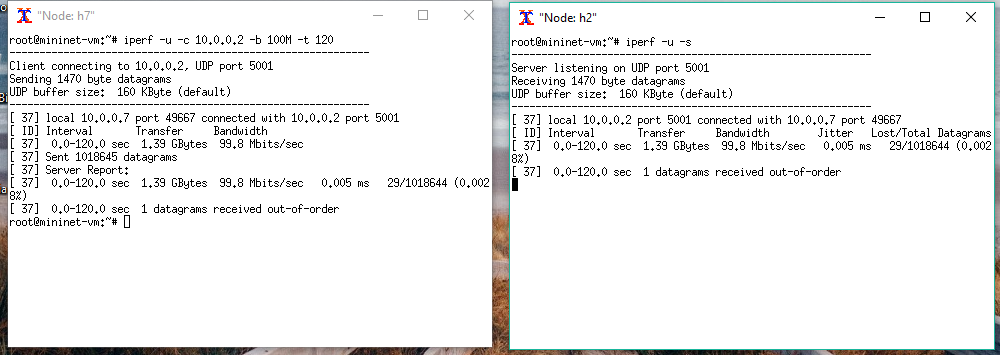 "Node: h7"
root@mininet-vm:~# iperf -u -c 10.0.0.2 -b 100M -t 120
------------------------------------------------------------
Client connecting to 10.0.0.2, UDP port 5001
Sending 1470 byte datagrams
UDP buffer size:  160 KByte (default)
------------------------------------------------------------
[ 37] local 10.0.0.7 port 49667 connected with 10.0.0.2 port 5001
[ ID] Interval       Transfer     Bandwidth
[ 37]  0.0-120.0 sec  1.39 GBytes  99.8 Mbits/sec
[ 37] Sent 1018645 datagrams
[ 37] Server Report:
[ 37]  0.0-120.0 sec  1.39 GBytes  99.8 Mbits/sec   0.005 ms   29/1018644 (0.002
8%)
[ 37]  0.0-120.0 sec  1 datagrams received out-of-order
root@mininet-vm:~#
"Node: h2"
root@mininet-vm:~# iperf -u -s
------------------------------------------------------------
Server listening on UDP port 5001
Receiving 1470 byte datagrams
UDP buffer size:  160 KByte (default)
------------------------------------------------------------
[ 37] local 10.0.0.2 port 5001 connected with 10.0.0.7 port 49667
[ ID] Interval       Transfer     Bandwidth        Jitter   Lost/Total Datagrams
[ 37]  0.0-120.0 sec  1.39 GBytes  99.8 Mbits/sec   0.005 ms   29/1018644 (0.002
8%)
[ 37]  0.0-120.0 sec  1 datagrams received out-of-order